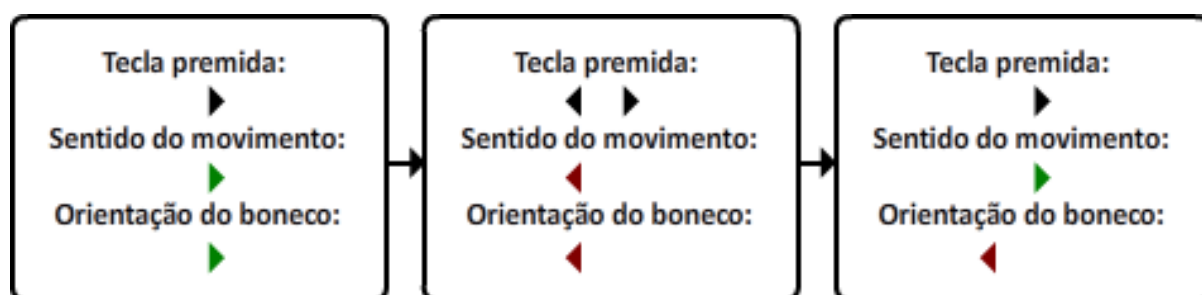 Tecla premida:
Sentido do movimento:
Orientação do boneco:
Tecla premida:
Sentido do movimento:
Orientação do boneco:
Tecla premida:
Sentido do movimento:
Orientação do boneco: